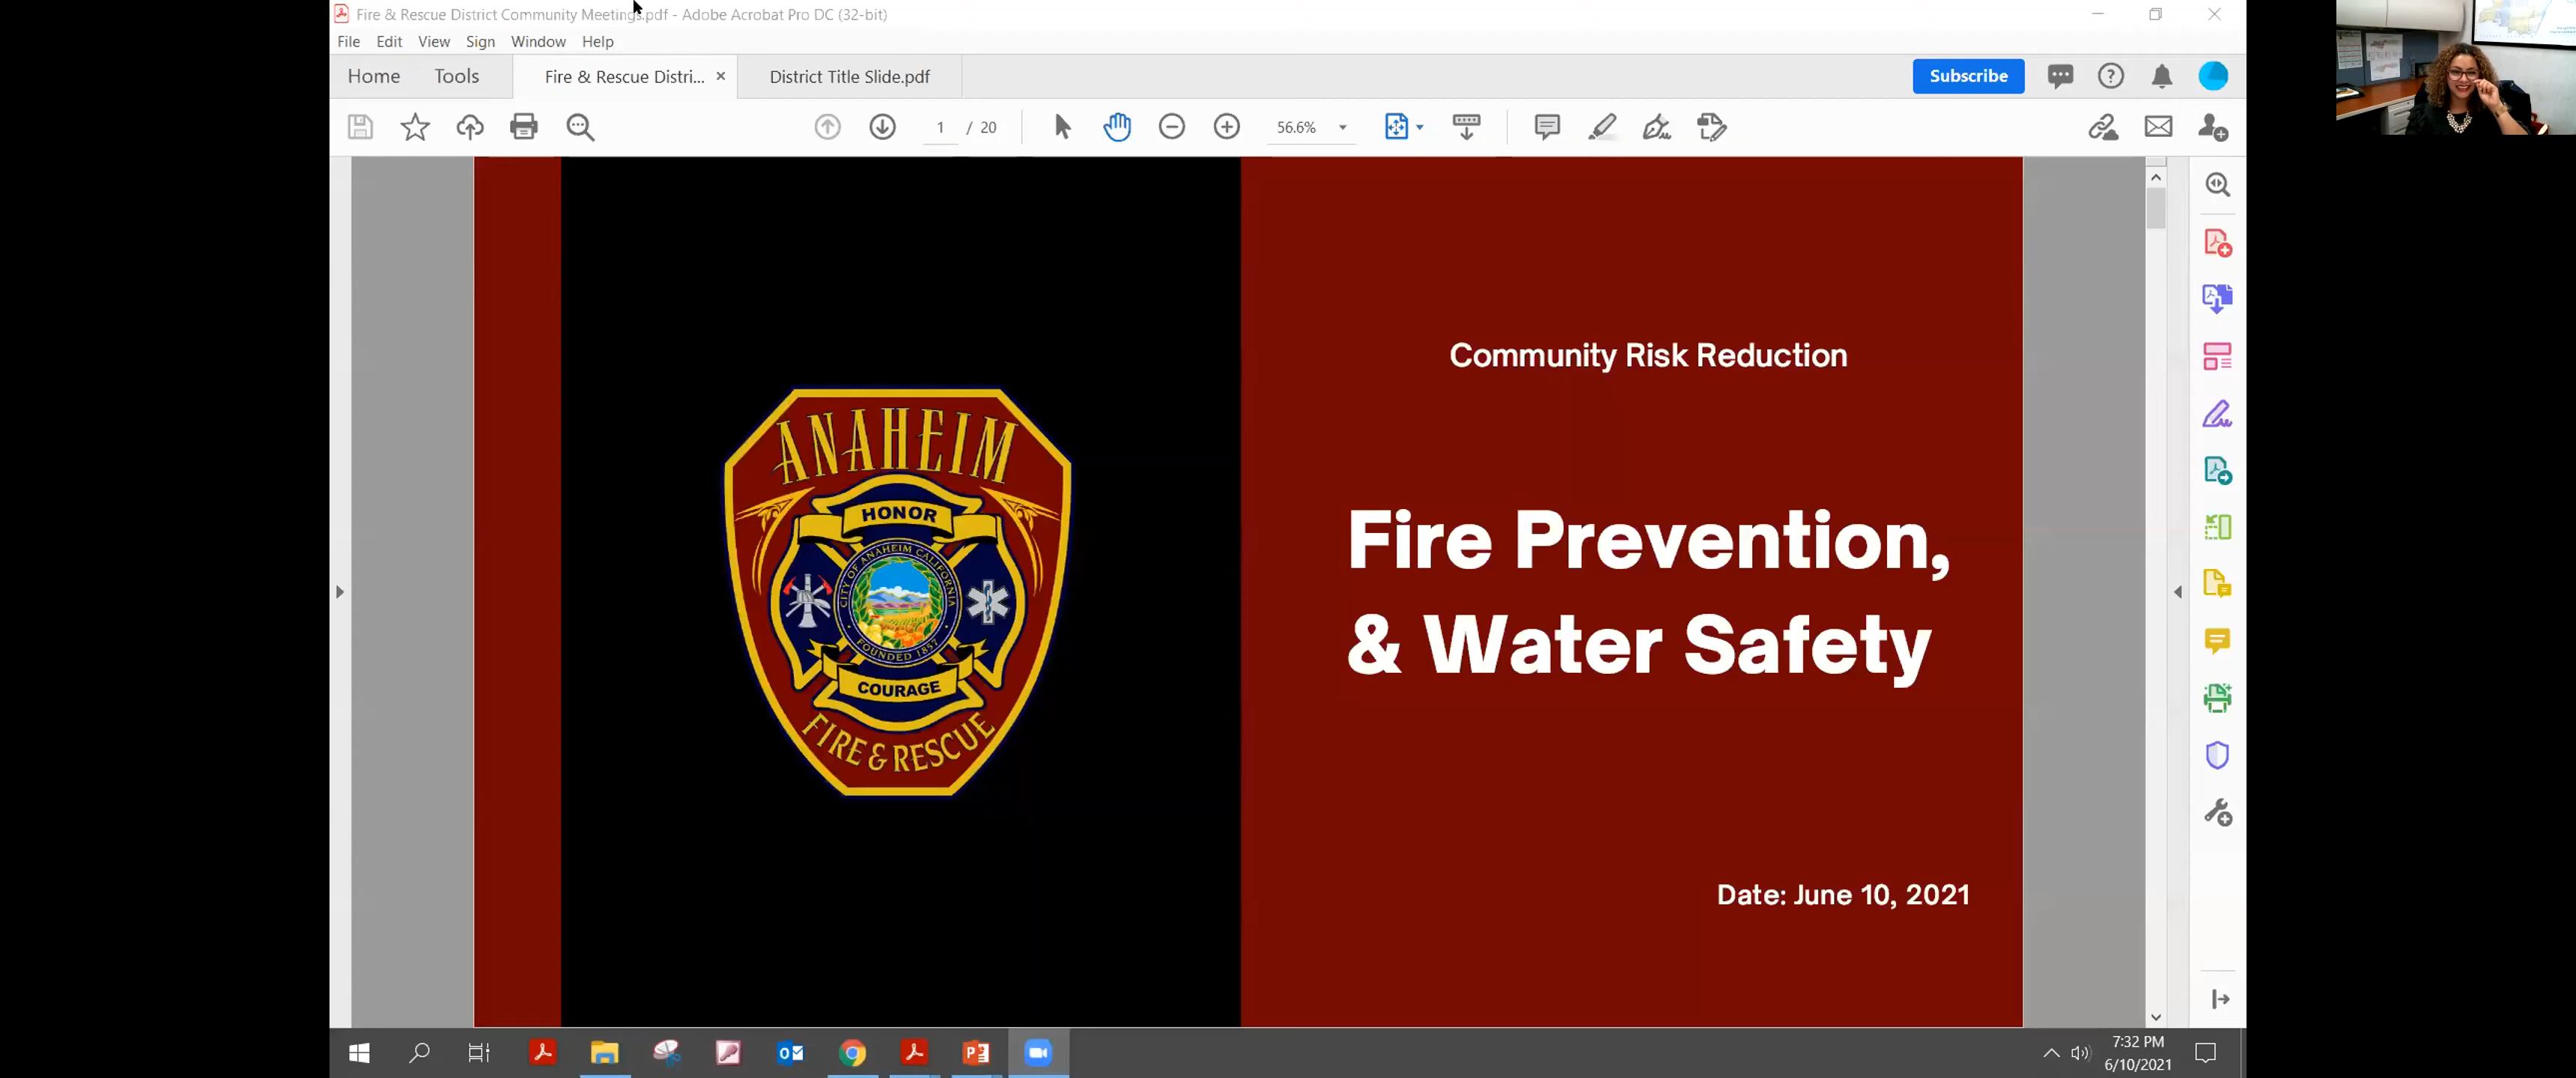 Fire & Rescue District Community Meetings.pdf - Adobe Acrobat Pro DC (32-bit)
File Edit View Sign Window Help
Home Tools Fire & Rescue Distri... × District Title Slide.pdf Subscribe
1 / 20 56.6%
Community Risk Reduction
ANAHEIM
HONOR
CITY OF ANAHEIM CALIFORNIA
FOUNDED 1857
COURAGE
FIRE & RESCUE
Fire Prevention,
& Water Safety
Date: June 10, 2021
7:32 PM
6/10/2021